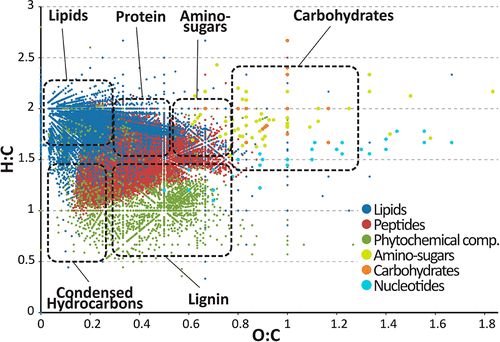 Lipids
Protein
Amino-
sugars
Carbohydrates
3
2.5
2
1.5
1
0.5
0
H:C
0
0.2
0.4
0.6
0.8
1
1.2
1.4
1.6
1.8
O:C
Condensed
Hydrocarbons
Lignin
Lipids
Peptides
Phytochemical comp.
Amino-sugars
Carbohydrates
Nucleotides